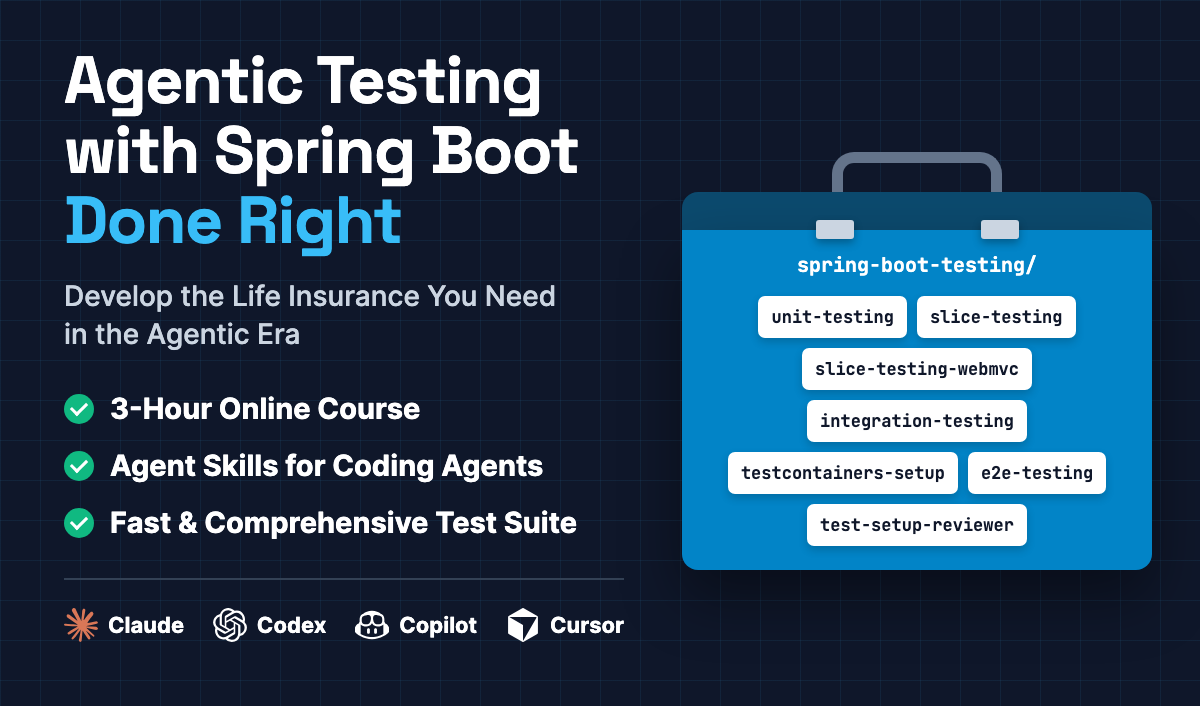 Agentic Testing
with Spring Boot
Done Right
Develop the Life Insurance You Need
in the Agentic Era
3-Hour Online Course
Agent Skills for Coding Agents
Fast & Comprehensive Test Suite
Claude Codex Copilot Cursor
spring-boot-testing/
unit-testing slice-testing
slice-testing-webmvc
integration-testing
testcontainers-setup e2e-testing
test-setup-reviewer